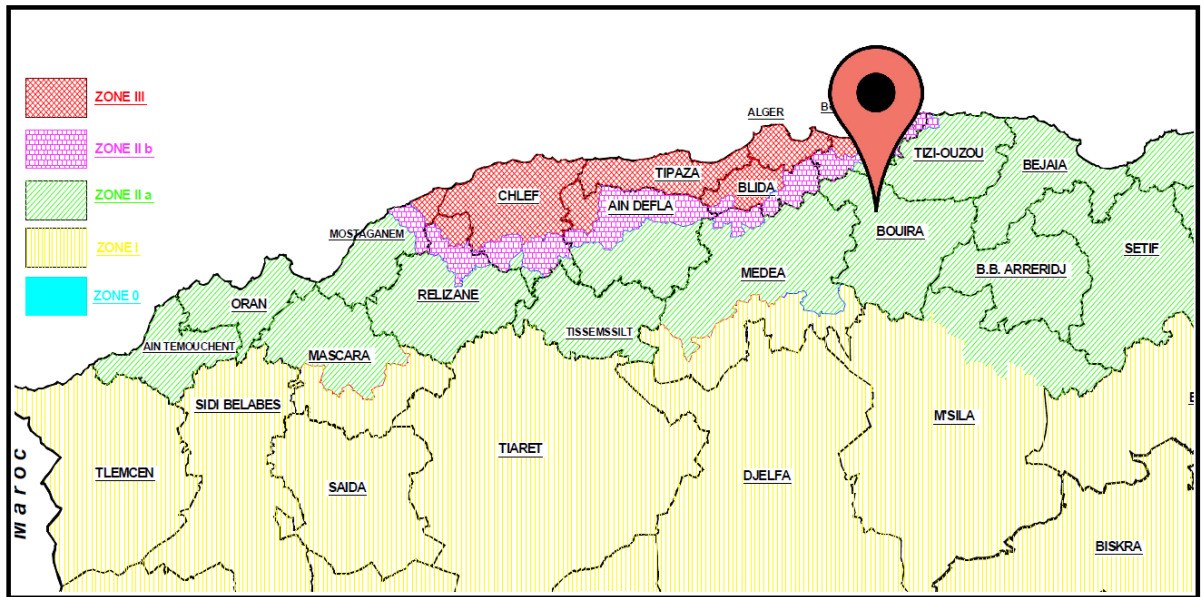 ZONE III
ZONE II b
ZONE II a
ZONE I
ZONE 0
ALGER
TIZI-OUZOU
BEJAIA
TIPAZA
BLIDA
CHLEF
AIN DEFLA
MOSTAGANEM
BOUIRA
SETIF
B.B. ARRERIDJ
MEDEA
RELIZANE
ORAN
TISSEMSSILT
AIN TEMOUCHENT
MASCARA
SIDI BELABES
M'SILA
TIARET
TLEMCEN
DJELFA
SAIDA
BISKRA
Maroc